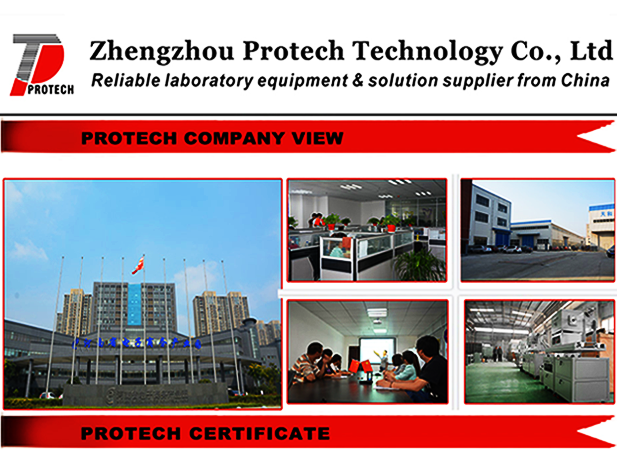 PROTECH
Zhengzhou Protech Technology Co., Ltd
Reliable laboratory equipment & solution supplier from China
PROTECH COMPANY VIEW
PROTECH CERTIFICATE